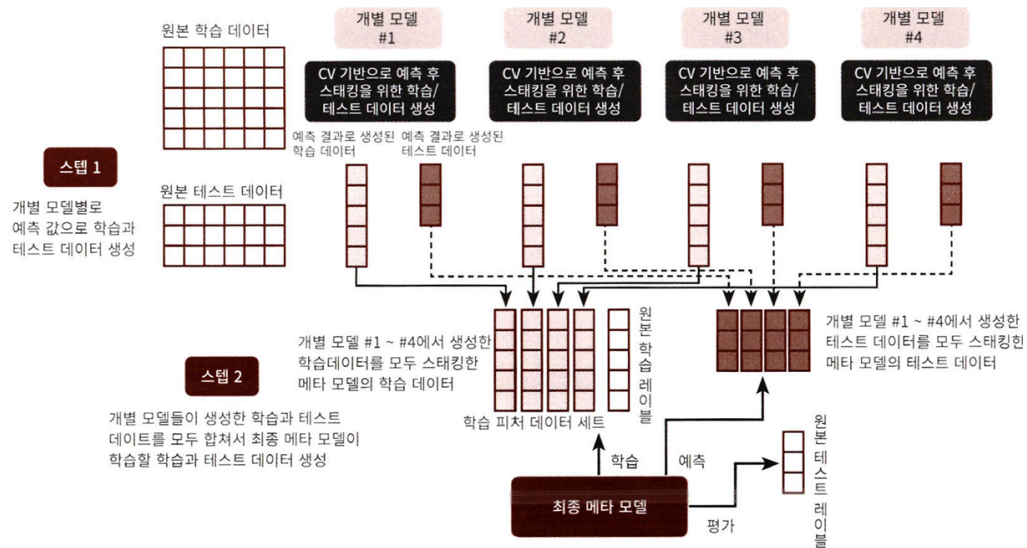 원본 학습 데이터
개별 모델
#1
개별 모델
#2
개별 모델
#3
개별 모델
#4
CV 기반으로 예측 후
스태킹을 위한 학습/
테스트 데이터 생성
CV 기반으로 예측 후
스태킹을 위한 학습/
테스트 데이터 생성
CV 기반으로 예측 후
스태킹을 위한 학습/
테스트 데이터 생성
CV 기반으로 예측 후
스태킹을 위한 학습/
테스트 데이터 생성
예측 결과로 생성된
학습 데이터
예측 결과로 생성된
테스트 데이터
스텝 1
개별 모델별로
예측 값으로 학습과
테스트 데이터 생성
원본 테스트 데이터
개별 모델 #1 ~ #4에서 생성한
학습데이터를 모두 스태킹한
메타 모델의 학습 데이터
원본 학습 레이블
개별 모델 #1 ~ #4에서 생성한
테스트 데이터를 모두 스태킹한
메타 모델의 테스트 데이터
스텝 2
개별 모델들이 생성한 학습과 테스트
데이트를 모두 합쳐서 최종 메타 모델이
학습할 학습과 테스트 데이터 생성
학습 피처 데이터 세트
학습
예측
원본 테스트 레이블
최종 메타 모델
평가